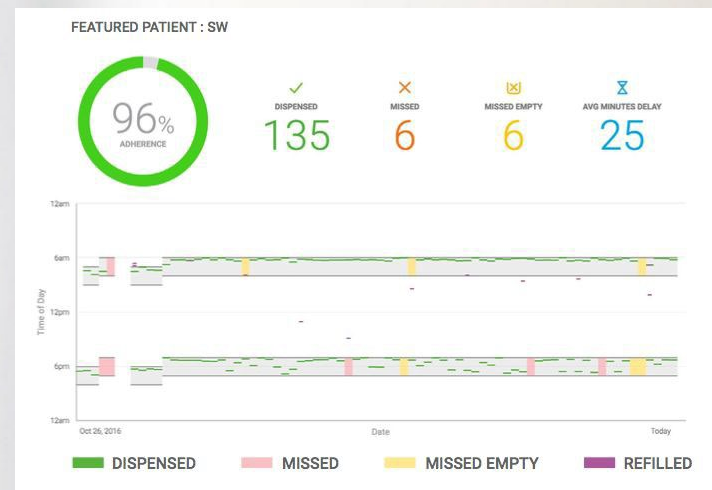 FEATURED PATIENT : SW
96%
ADHERENCE
DISPENSED
135
MISSED
6
MISSED EMPTY
6
AVG MINUTES DELAY
25
12am
6am
12pm
6pm
12am
Time of Day
Oct 26, 2016
Date
Today
DISPENSED
MISSED
MISSED EMPTY
REFILLED